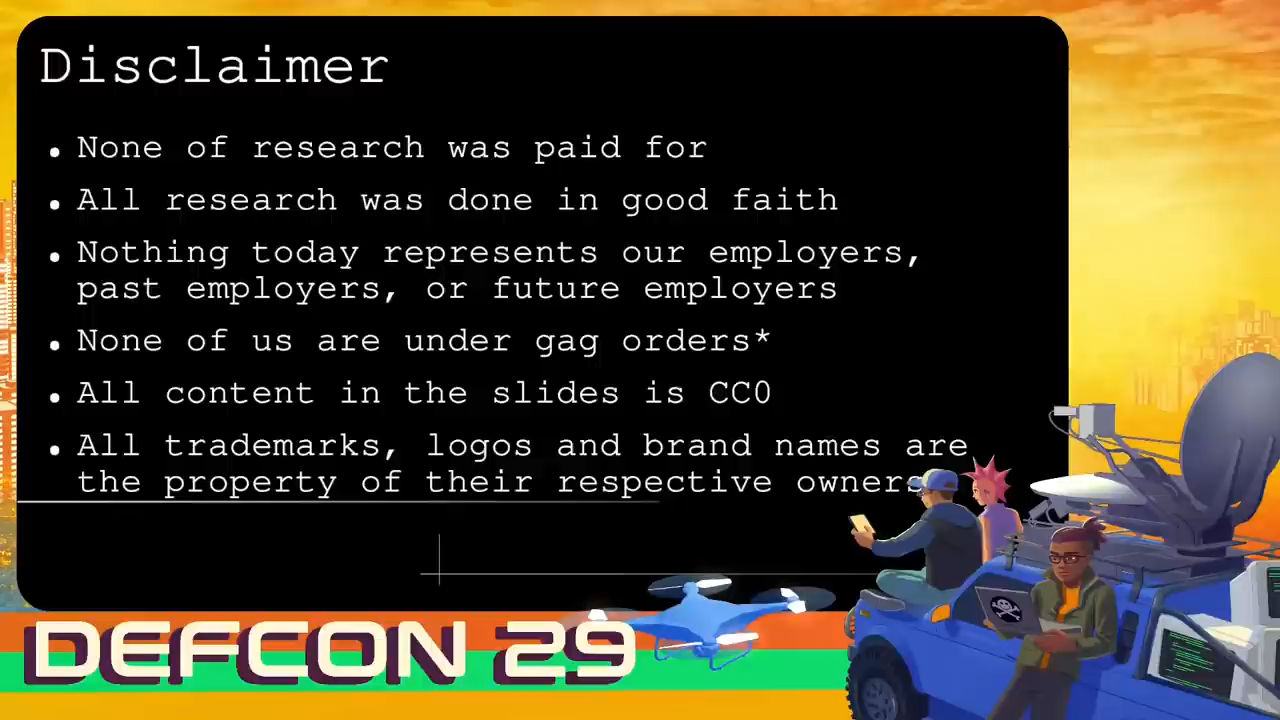 Disclaimer
• None of research was paid for
• All research was done in good faith
• Nothing today represents our employers,
past employers, or future employers
• None of us are under gag orders*
• All content in the slides is CC0
• All trademarks, logos and brand names are
the property of their respective owners
DEFCON 29